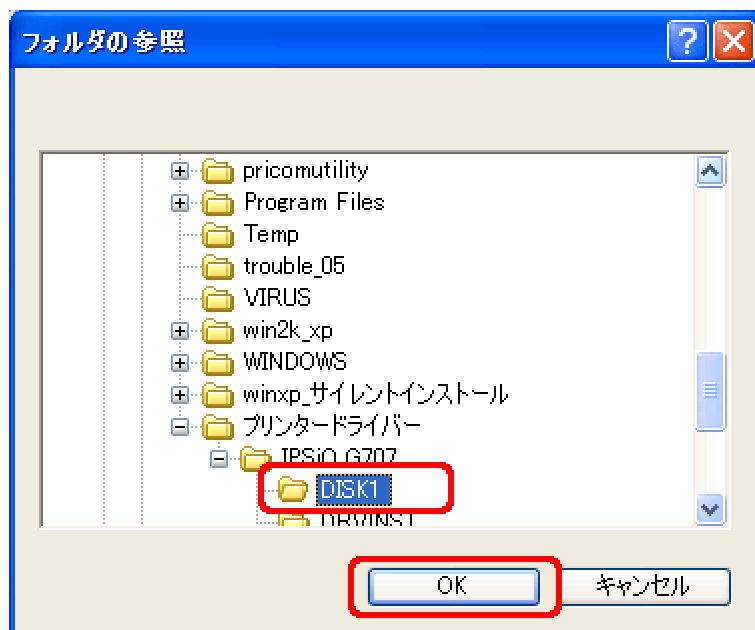 フォルダの参照
pricomutility
Program Files
Temp
trouble_05
VIRUS
win2k_xp
WINDOWS
winxp_サイレントインストール
プリンタードライバー
IPSiO G707
DISK1
DRVINST
OK
キャンセル